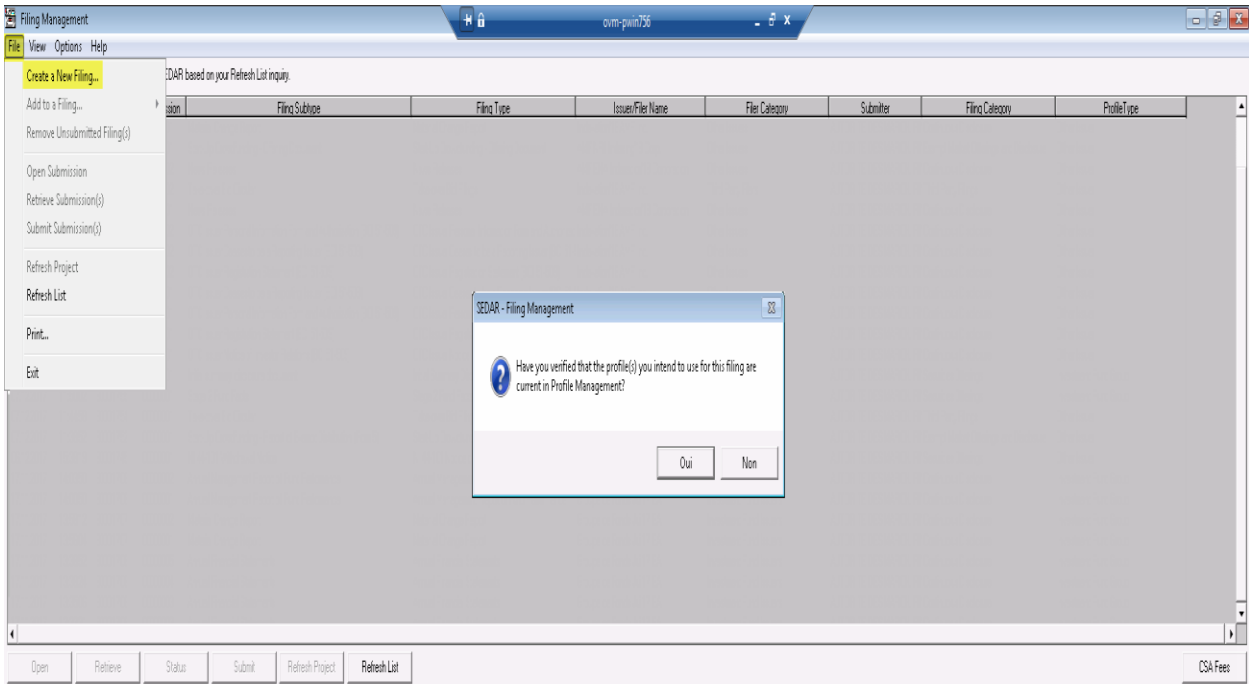 Filing Management
ovm-pwin756
File View Options Help
Create a New Filing...
EDAR based on your Refresh List inquiry.
Add to a Filing...
ssion Filing Subtype Filing Type Issuer/Filer Name Filer Category Submitter Filing Category ProfileType
Remove Unsubmitted Filing(s)
Open Submission
Retrieve Submission(s)
Submit Submission(s)
Refresh Project
Refresh List
Print...
Exit
SEDAR - Filing Management
Have you verified that the profile(s) you intend to use for this filing are
current in Profile Management?
Oui Non
Open Retrieve Status Submit Refresh Project Refresh List CSA Fees